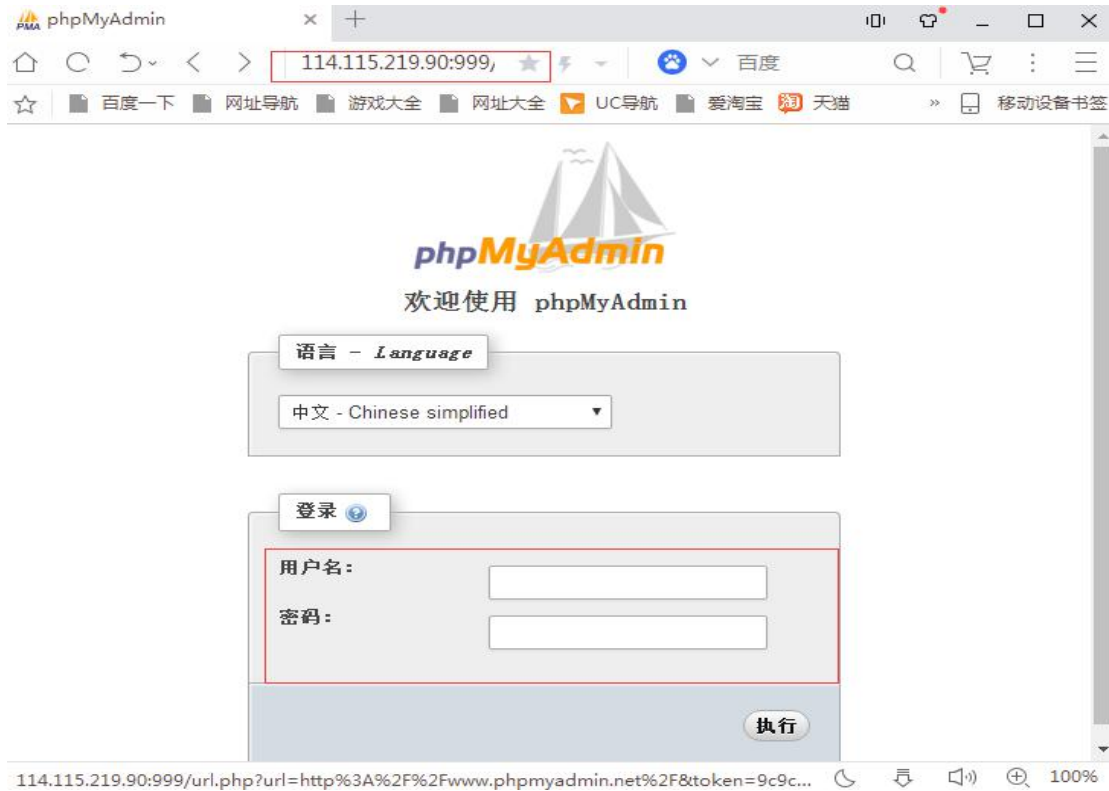 phpMyAdmin
114.115.219.90:999/
百度
百度一下 网址导航 游戏大全 网址大全 UC导航 爱淘宝 淘 天猫 » 移动设备书签
phpMyAdmin
欢迎使用 phpMyAdmin
语言 - Language
中文 - Chinese simplified
登录
用户名:
密码:
执行
114.115.219.90:999/url.php?url=http%3A%2F%2Fwww.phpmyadmin.net%2F&token=9c9c... 100%